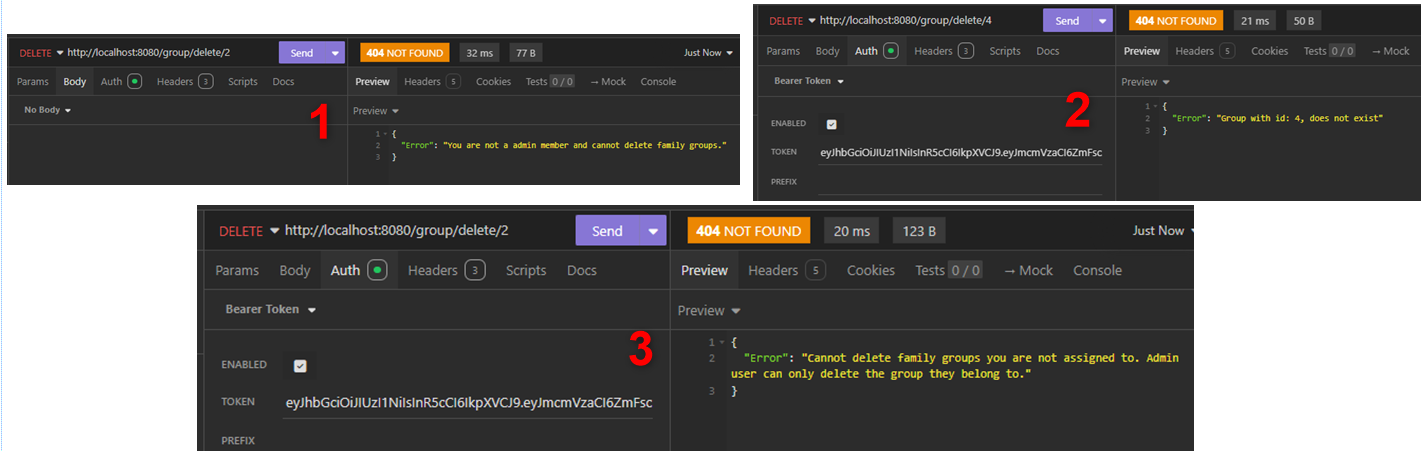 DELETE http://localhost:8080/group/delete/2 Send 404 NOT FOUND 32 ms 77 B Just Now
Params Body Auth Headers 3 Scripts Docs Preview Headers 5 Cookies Tests 0 / 0 → Mock Console
No Body Preview
1
1 {
2 "Error": "You are not a admin member and cannot delete family groups."
3 }
DELETE http://localhost:8080/group/delete/4 Send 404 NOT FOUND 21 ms 50 B
Params Body Auth Headers 3 Scripts Docs Preview Headers 5 Cookies Tests 0 / 0 → Mock
Bearer Token Preview
2
ENABLED
TOKEN eyJhbGciOiJIUzI1NiIsInR5cCI6IkpXVCJ9.eyJmcmVzaCI6ZmFsc
PREFIX
1 {
2 "Error": "Group with id: 4, does not exist"
3 }
DELETE http://localhost:8080/group/delete/2 Send 404 NOT FOUND 20 ms 123 B Just Now
Params Body Auth Headers 3 Scripts Docs Preview Headers 5 Cookies Tests 0 / 0 → Mock Console
Bearer Token Preview
3
ENABLED
TOKEN eyJhbGciOiJIUzI1NiIsInR5cCI6IkpXVCJ9.eyJmcmVzaCI6ZmFsc
PREFIX
1 {
2 "Error": "Cannot delete family groups you are not assigned to. Admin
user can only delete the group they belong to."
3 }